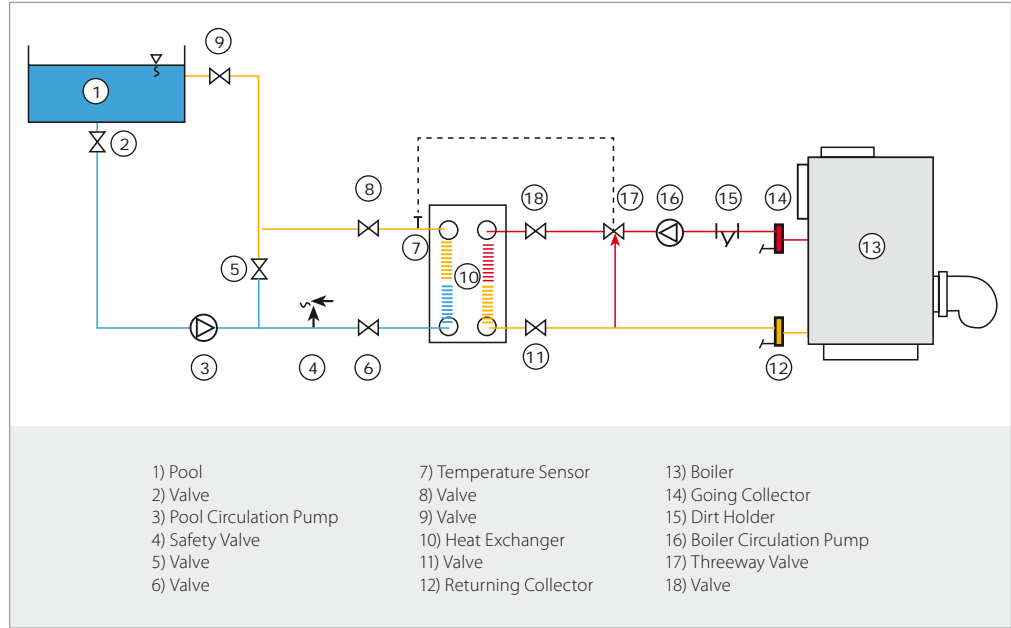 9
1
2
8
18
17
16
15
14
7
13
5
10
3
4
6
11
12
1) Pool
2) Valve
3) Pool Circulation Pump
4) Safety Valve
5) Valve
6) Valve
7) Temperature Sensor
8) Valve
9) Valve
10) Heat Exchanger
11) Valve
12) Returning Collector
13) Boiler
14) Going Collector
15) Dirt Holder
16) Boiler Circulation Pump
17) Threeway Valve
18) Valve